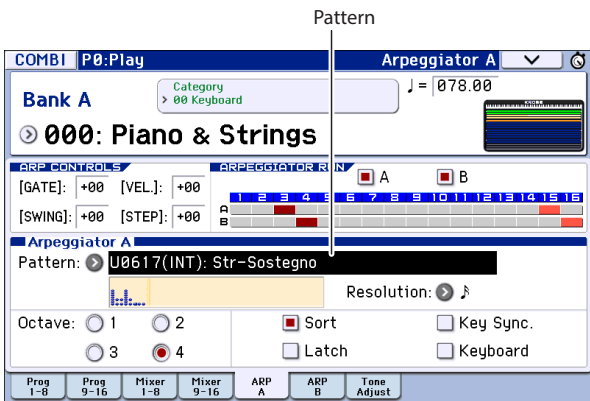 Pattern
COMBI P0:Play Arpeggiator A
Bank A
Category
00 Keyboard
♩= 078.00
KROSS
000: Piano & Strings
ARP CONTROLS
ARPEGGIATOR RUN
A B
[GATE]: +00 [VEL.]: +00
1 2 3 4 5 6 7 8 9 10 11 12 13 14 15 16
A
[SWING]: +00 [STEP]: +00
B
Arpeggiator A
Pattern: U0617(INT): Str-Sostegno
Resolution: ♪
Octave: 1 2 Sort Key Sync.
3 4 Latch Keyboard
Prog 1-8 Prog 9-16 Mixer 1-8 Mixer 9-16 ARP A ARP B Tone Adjust